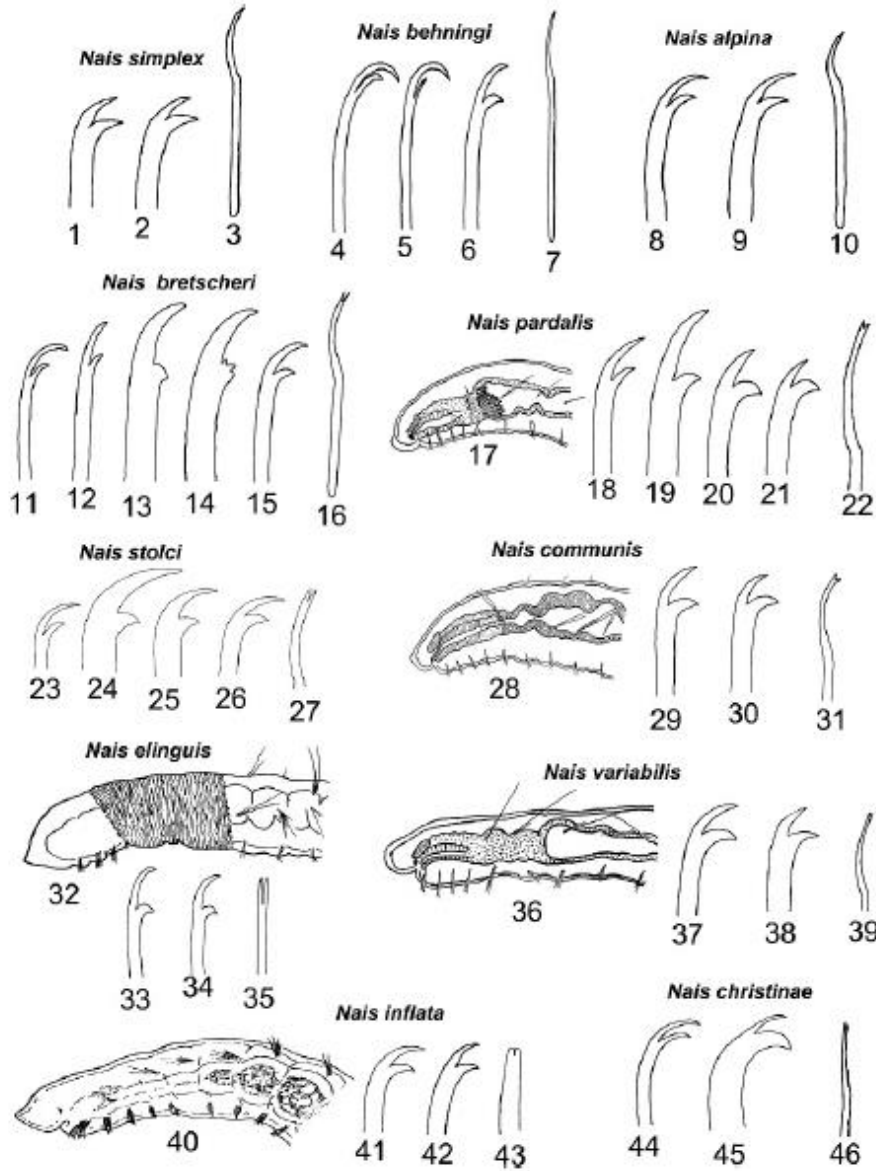 Nais simplex
Nais behningi
Nais alpina
1 2 3 4 5 6 7 8 9 10
Nais bretscheri
Nais pardalis
11 12 13 14 15 16 17 18 19 20 21 22
Nais stolci
Nais communis
23 24 25 26 27 28 29 30 31
Nais elinguis
Nais variabilis
32 33 34 35 36 37 38 39
Nais inflata
Nais christinae
40 41 42 43 44 45 46